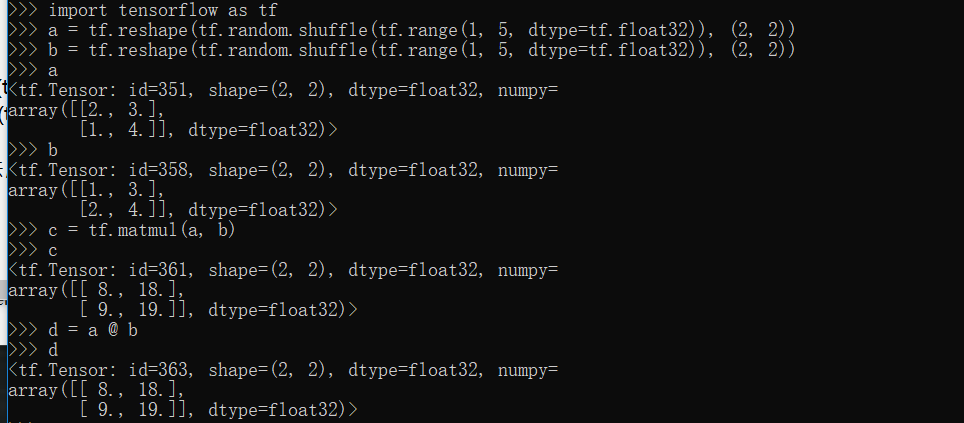 >>> import tensorflow as tf
>>> a = tf.reshape(tf.random.shuffle(tf.range(1, 5, dtype=tf.float32)), (2, 2))
>>> b = tf.reshape(tf.random.shuffle(tf.range(1, 5, dtype=tf.float32)), (2, 2))
>>> a
<tf.Tensor: id=351, shape=(2, 2), dtype=float32, numpy=
array([[2., 3.],
       [1., 4.]], dtype=float32)>
>>> b
<tf.Tensor: id=358, shape=(2, 2), dtype=float32, numpy=
array([[1., 3.],
       [2., 4.]], dtype=float32)>
>>> c = tf.matmul(a, b)
>>> c
<tf.Tensor: id=361, shape=(2, 2), dtype=float32, numpy=
array([[ 8., 18.],
       [ 9., 19.]], dtype=float32)>
>>> d = a @ b
>>> d
<tf.Tensor: id=363, shape=(2, 2), dtype=float32, numpy=
array([[ 8., 18.],
       [ 9., 19.]], dtype=float32)>